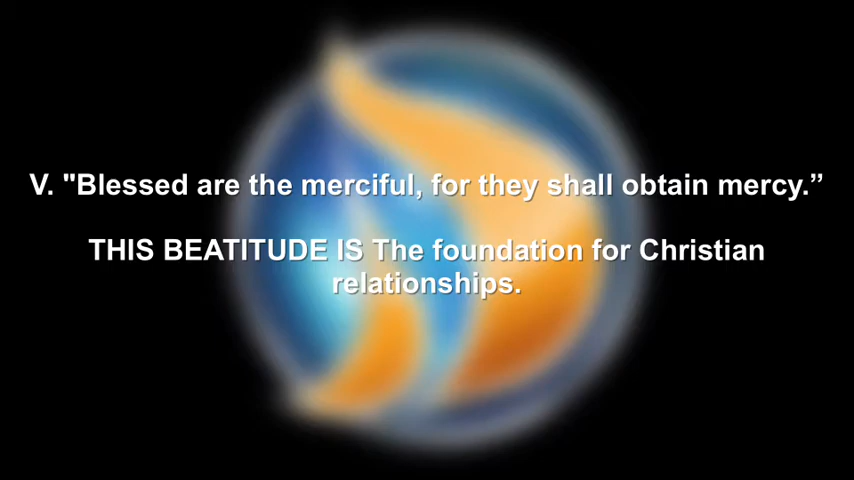 V. "Blessed are the merciful, for they shall obtain mercy.”
THIS BEATITUDE IS The foundation for Christian
relationships.